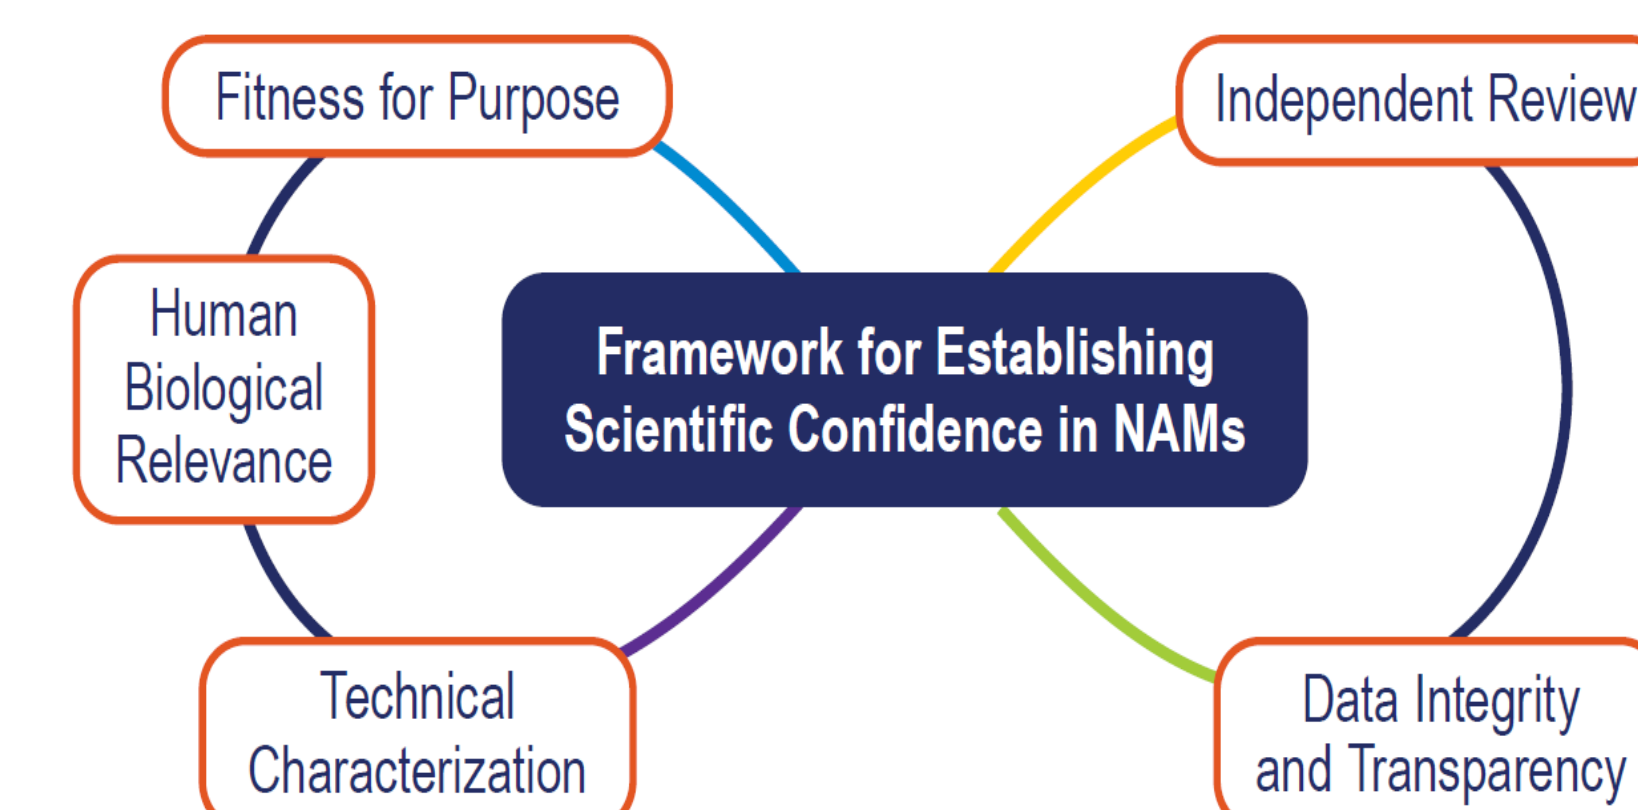 Fitness for Purpose
Independent Review
Human
Biological
Relevance
Framework for Establishing
Scientific Confidence in NAMs
Technical
Characterization
Data Integrity
and Transparency